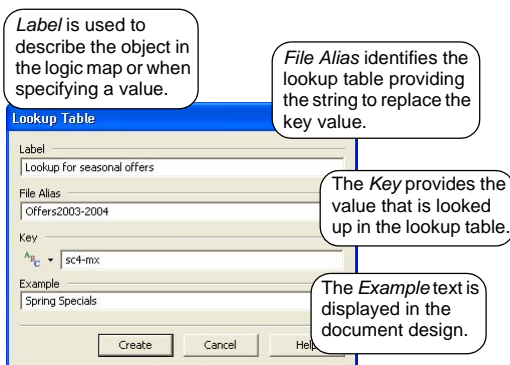 Label is used to
describe the object in
the logic map or when
specifying a value.
File Alias identifies the
lookup table providing
the string to replace the
key value.
Lookup Table
Label
Lookup for seasonal offers
File Alias
Offers2003-2004
The Key provides the
value that is looked
up in the lookup table.
Key
ABC sc4-mx
Example
Spring Specials
The Example text is
displayed in the
document design.
Create Cancel Help